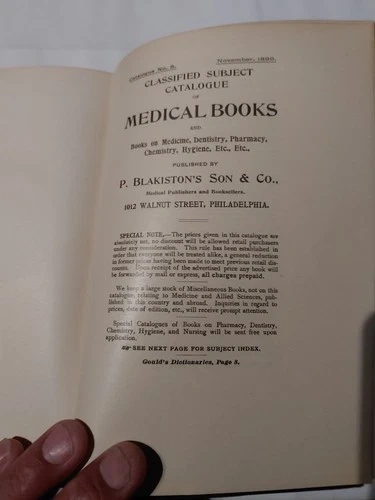 Catalogue No. 8. November, 1899.
CLASSIFIED SUBJECT
CATALOGUE
OF
MEDICAL BOOKS
AND
Books on Medicine, Dentistry, Pharmacy,
Chemistry, Hygiene, Etc., Etc.,
PUBLISHED BY
P. BLAKISTON'S SON & CO.,
Medical Publishers and Booksellers,
1012 WALNUT STREET, PHILADELPHIA.
SPECIAL NOTE.—The prices given in this catalogue are
absolutely net, no discount will be allowed retail purchasers
under any consideration. This rule has been established in
order that everyone will be treated alike, a general reduction
in former prices having been made to meet previous retail dis-
counts. Upon receipt of the advertised price any book will
be forwarded by mail or express, all charges prepaid.
We keep a large stock of Miscellaneous Books, not on this
catalogue, relating to Medicine and Allied Sciences, pub-
lished in this country and abroad. Inquiries in regard to
prices, date of edition, etc., will receive prompt attention.
Special Catalogues of Books on Pharmacy, Dentistry,
Chemistry, Hygiene, and Nursing will be sent free upon
application.
☞ SEE NEXT PAGE FOR SUBJECT INDEX.
Gould's Dictionaries, Page 8.